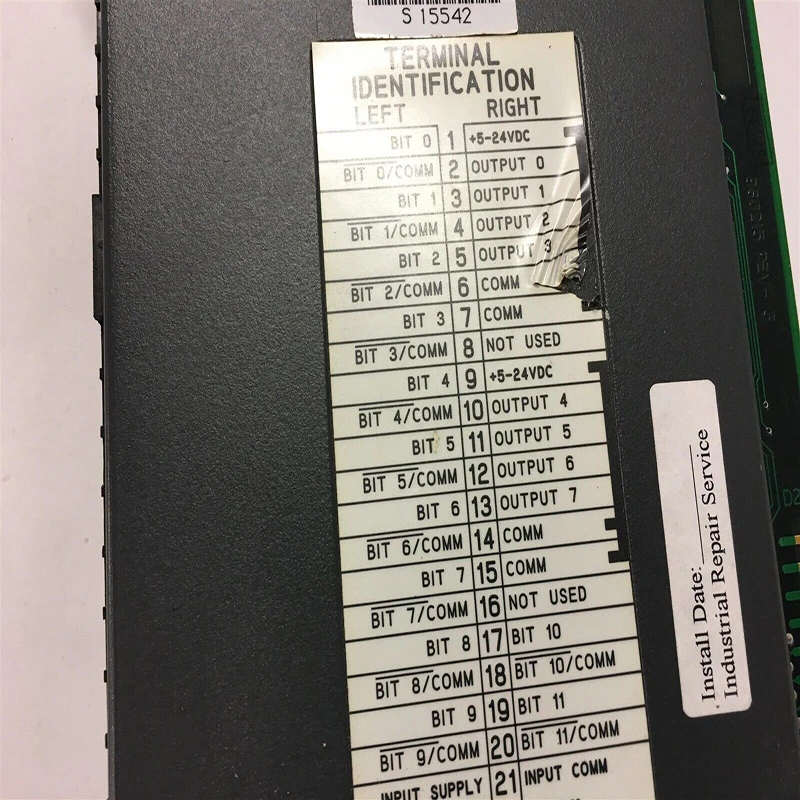 S 15542
TERMINAL
IDENTIFICATION
LEFT RIGHT
BIT 0 1 +5-24VDC
BIT 0/COMM 2 OUTPUT 0
BIT 1 3 OUTPUT 1
BIT 1/COMM 4 OUTPUT 2
BIT 2 5 OUTPUT 3
BIT 2/COMM 6 COMM
BIT 3 7 COMM
BIT 3/COMM 8 NOT USED
BIT 4 9 +5-24VDC
BIT 4/COMM 10 OUTPUT 4
BIT 5 11 OUTPUT 5
BIT 5/COMM 12 OUTPUT 6
BIT 6 13 OUTPUT 7
BIT 6/COMM 14 COMM
BIT 7 15 COMM
BIT 7/COMM 16 NOT USED
BIT 8 17 BIT 10
BIT 8/COMM 18 BIT 10/COMM
BIT 9 19 BIT 11
BIT 9/COMM 20 BIT 11/COMM
INPUT SUPPLY 21 INPUT COMM
Install Date:
Industrial Repair Service
D2